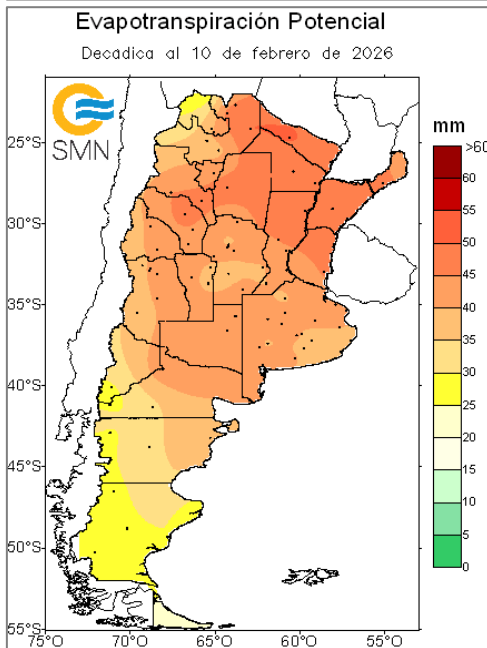 Evapotranspiración Potencial
Decadica al 10 de febrero de 2026
SMN
mm
>60
60
55
50
45
40
35
30
25
20
15
10
5
0
25°S
30°S
35°S
40°S
45°S
50°S
55°S
75°O
70°O
65°O
60°O
55°O